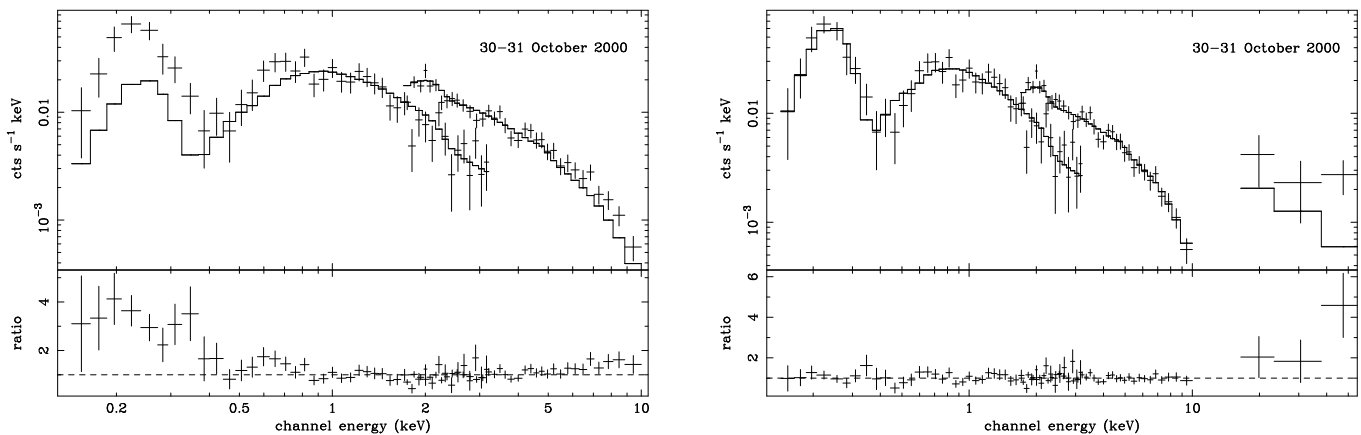 30−31 October 2000
cts s⁻¹ keV
0.01
10⁻³
ratio
4
2
0.2 0.5 1 2 5 10
channel energy (keV)
30−31 October 2000
cts s⁻¹ keV
0.01
10⁻³
ratio
6
4
2
1 10
channel energy (keV)